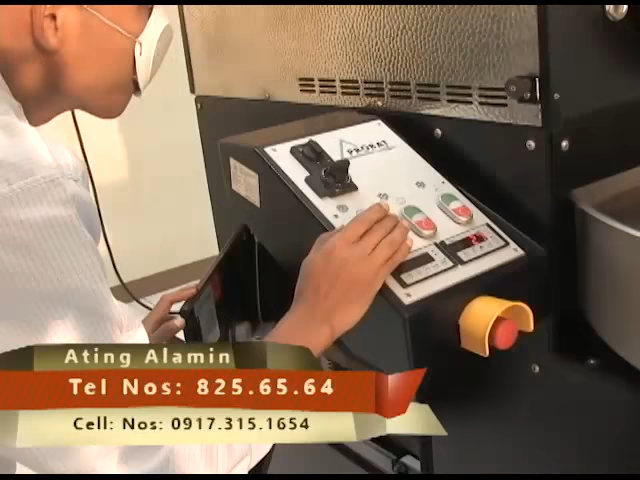 PROBAT
Ating Alamin
Tel Nos: 825.65.64
Cell: Nos: 0917.315.1654